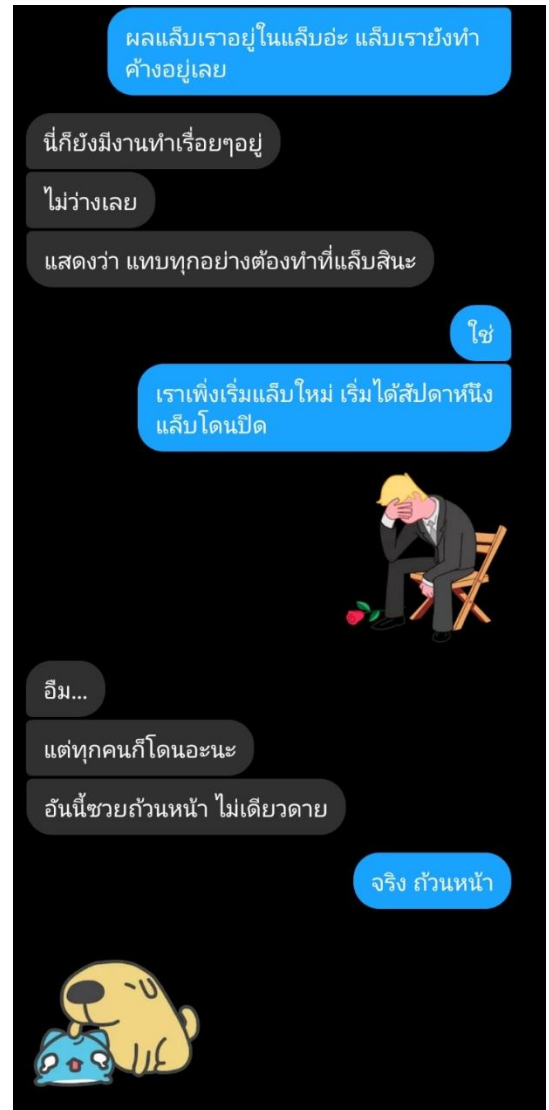 ผลแล็บเราอยู่ในแล็บอ่ะ แล็บเรายังทำ
ค้างอยู่เลย
นี่ก็ยังมีงานทำเรื่อยๆอยู่
ไม่ว่างเลย
แสดงว่า แทบทุกอย่างต้องทำที่แล็บสินะ
ใช่
เราเพิ่งเริ่มแล็บใหม่ เริ่มได้สัปดาห์นึง
แล็บโดนปิด
อืม...
แต่ทุกคนก็โดนอะนะ
อันนี้ซวยถ้วนหน้า ไม่เดียวดาย
จริง ถ้วนหน้า